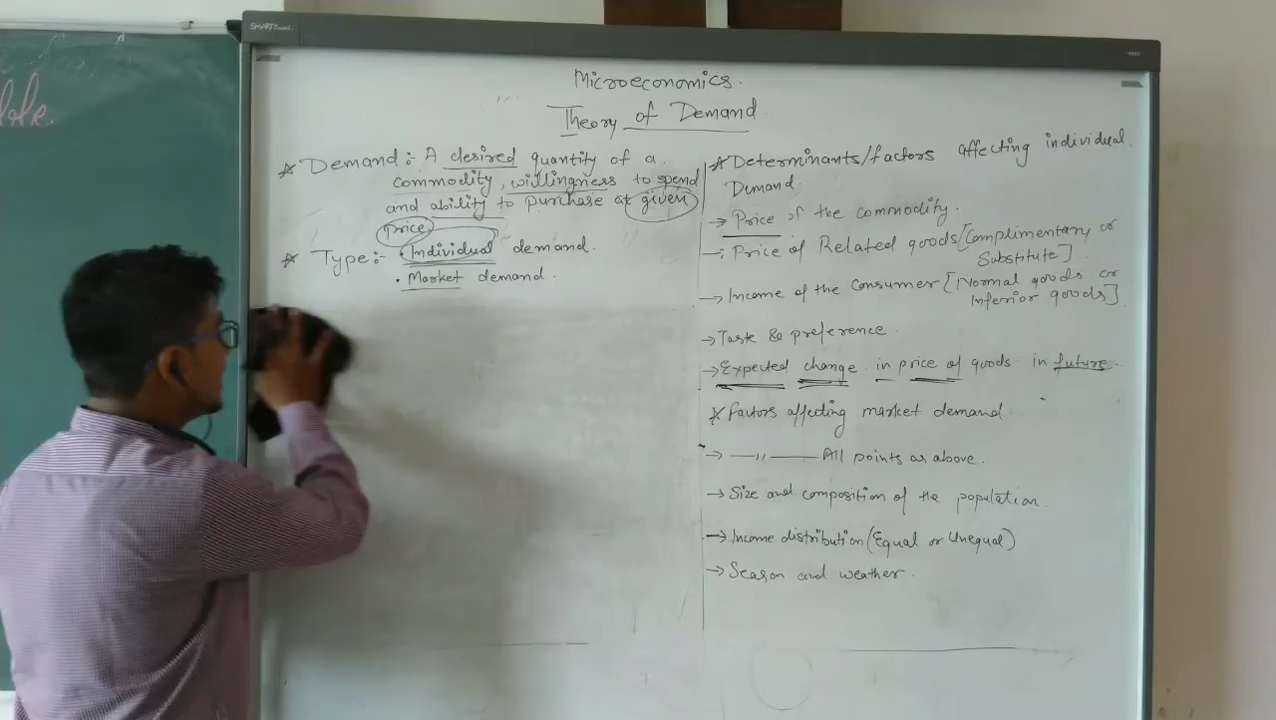 SMART Board
lole.
Microeconomics.
Theory of Demand
☆ Demand :- A desired quantity of a
commodity, willingness to spend
and ability to purchase at given
price
☆ Type:- • Individual demand.
• Market demand.
☆ Determinants/factors affecting individual
Demand
→ Price of the commodity.
→ Price of Related goods [Complimentary or
Substitute]
→ Income of the consumer [Normal goods or
Inferior goods]
→ Taste & preference
→ Expected change in price of goods in future.
☆ Factors affecting market demand
→ —— 〃 —— All points as above.
→ Size and composition of the population.
→ Income distribution (Equal or Unequal)
→ Season and weather.